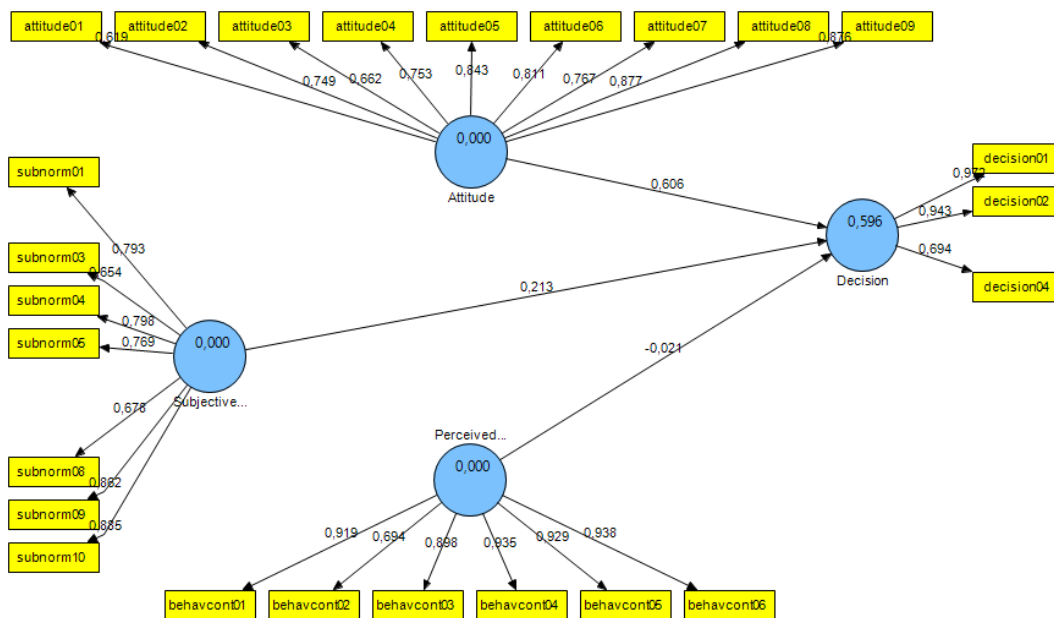 attitude01
attitude02
attitude03
attitude04
attitude05
attitude06
attitude07
attitude08
attitude09
0,619
0,749
0,662
0,753
0,843
0,811
0,767
0,877
0,876
0,000
Attitude
subnorm01
subnorm03
subnorm04
subnorm05
subnorm08
subnorm09
subnorm10
0,793
0,654
0,798
0,769
0,678
0,862
0,885
0,000
Subjective...
0,606
0,213
-0,021
0,596
Decision
decision01
decision02
decision04
0,972
0,943
0,694
Perceived...
0,000
0,919
0,694
0,898
0,935
0,929
0,938
behavcont01
behavcont02
behavcont03
behavcont04
behavcont05
behavcont06